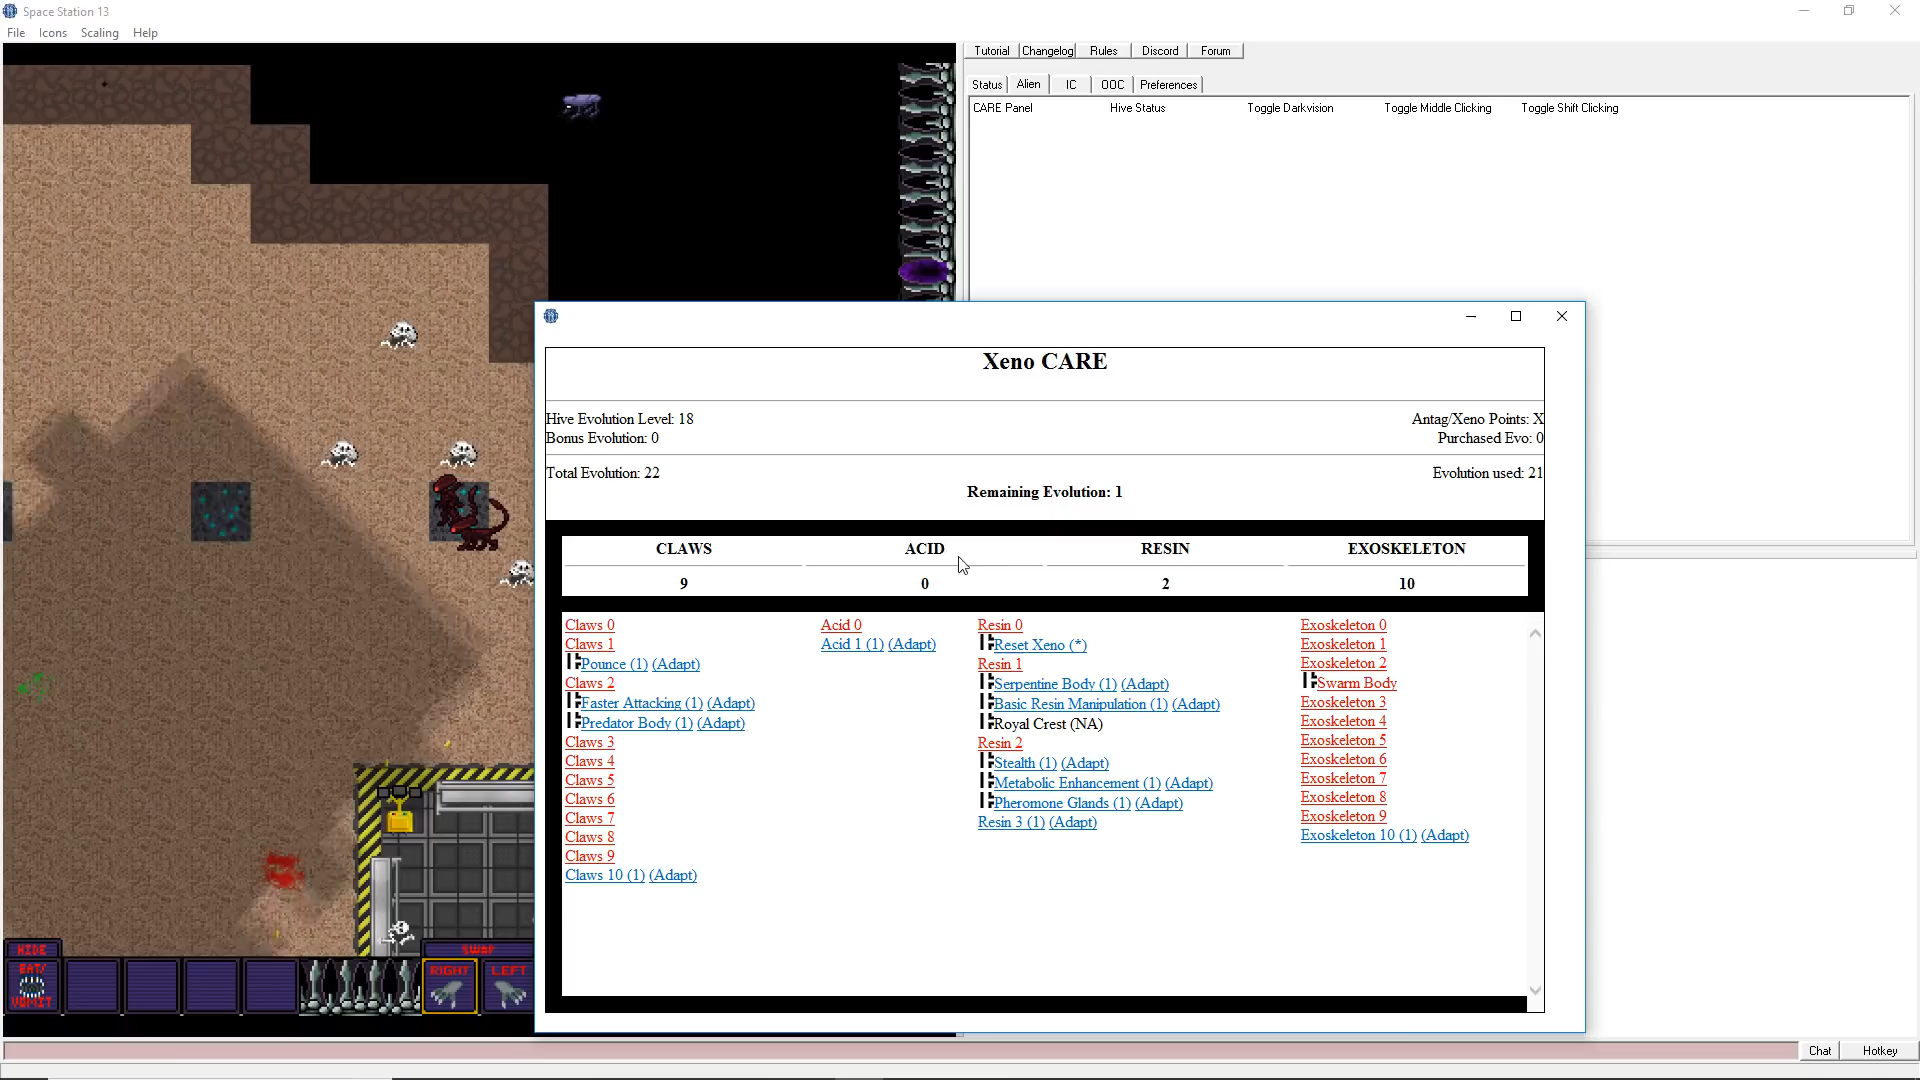 Space Station 13
File Icons Scaling Help
Tutorial Changelog Rules Discord Forum
Status Alien IC OOC Preferences
CARE Panel Hive Status Toggle Darkvision Toggle Middle Clicking Toggle Shift Clicking
Xeno CARE
Hive Evolution Level: 18 Antag/Xeno Points: X
Bonus Evolution: 0 Purchased Evo: 0
Total Evolution: 22 Evolution used: 21
Remaining Evolution: 1
CLAWS ACID RESIN EXOSKELETON
9 0 2 10
Claws 0
Claws 1
Pounce (1) (Adapt)
Claws 2
Faster Attacking (1) (Adapt)
Predator Body (1) (Adapt)
Claws 3
Claws 4
Claws 5
Claws 6
Claws 7
Claws 8
Claws 9
Claws 10 (1) (Adapt)
Acid 0
Acid 1 (1) (Adapt)
Resin 0
Reset Xeno (*)
Resin 1
Serpentine Body (1) (Adapt)
Basic Resin Manipulation (1) (Adapt)
Royal Crest (NA)
Resin 2
Stealth (1) (Adapt)
Metabolic Enhancement (1) (Adapt)
Pheromone Glands (1) (Adapt)
Resin 3 (1) (Adapt)
Exoskeleton 0
Exoskeleton 1
Exoskeleton 2
Swarm Body
Exoskeleton 3
Exoskeleton 4
Exoskeleton 5
Exoskeleton 6
Exoskeleton 7
Exoskeleton 8
Exoskeleton 9
Exoskeleton 10 (1) (Adapt)
HIDE
EAT/
VOMIT
SWAP
RIGHT LEFT
Chat Hotkey